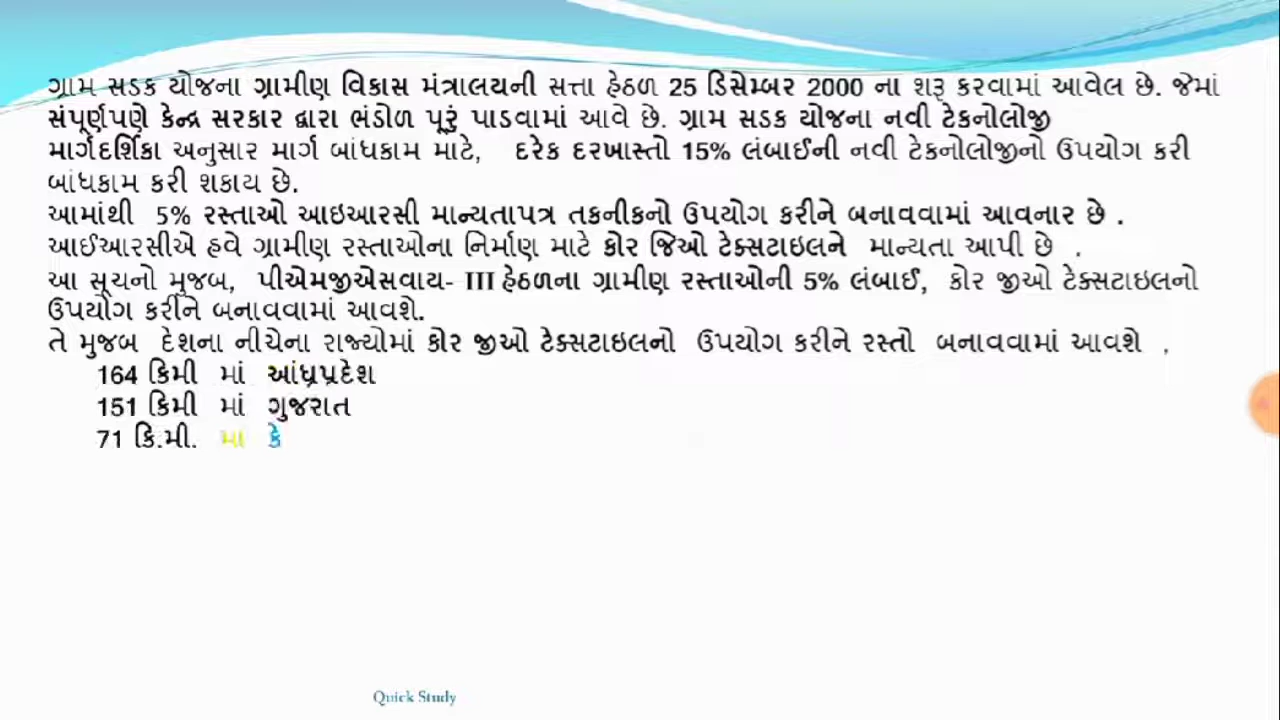 ગ્રામ સડક યોજના ગ્રામીણ વિકાસ મંત્રાલયની સત્તા હેઠળ 25 ડિસેમ્બર 2000 ના શરૂ કરવામાં આવેલ છે. જેમાં
સંપૂર્ણપણે કેન્દ્ર સરકાર દ્વારા ભંડોળ પૂરું પાડવામાં આવે છે. ગ્રામ સડક યોજના નવી ટેકનોલોજી
માર્ગદર્શિકા અનુસાર માર્ગ બાંધકામ માટે, દરેક દરખાસ્તો 15% લંબાઈની નવી ટેકનોલોજીનો ઉપયોગ કરી
બાંધકામ કરી શકાય છે.
આમાંથી 5% રસ્તાઓ આઇઆરસી માન્યતાપત્ર તકનીકનો ઉપયોગ કરીને બનાવવામાં આવનાર છે .
આઈઆરસીએ હવે ગ્રામીણ રસ્તાઓના નિર્માણ માટે કોર જિઓ ટેક્સટાઇલને માન્યતા આપી છે .
આ સૂચનો મુજબ, પીએમજીએસવાય- III હેઠળના ગ્રામીણ રસ્તાઓની 5% લંબાઈ, કોર જીઓ ટેક્સટાઇલનો
ઉપયોગ કરીને બનાવવામાં આવશે.
તે મુજબ દેશના નીચેના રાજ્યોમાં કોર જીઓ ટેક્સટાઇલનો ઉપયોગ કરીને રસ્તો બનાવવામાં આવશે ,
164 કિમી માં આંધ્રપ્રદેશ
151 કિમી માં ગુજરાત
71 કિ.મી. માં કે
Quick Study